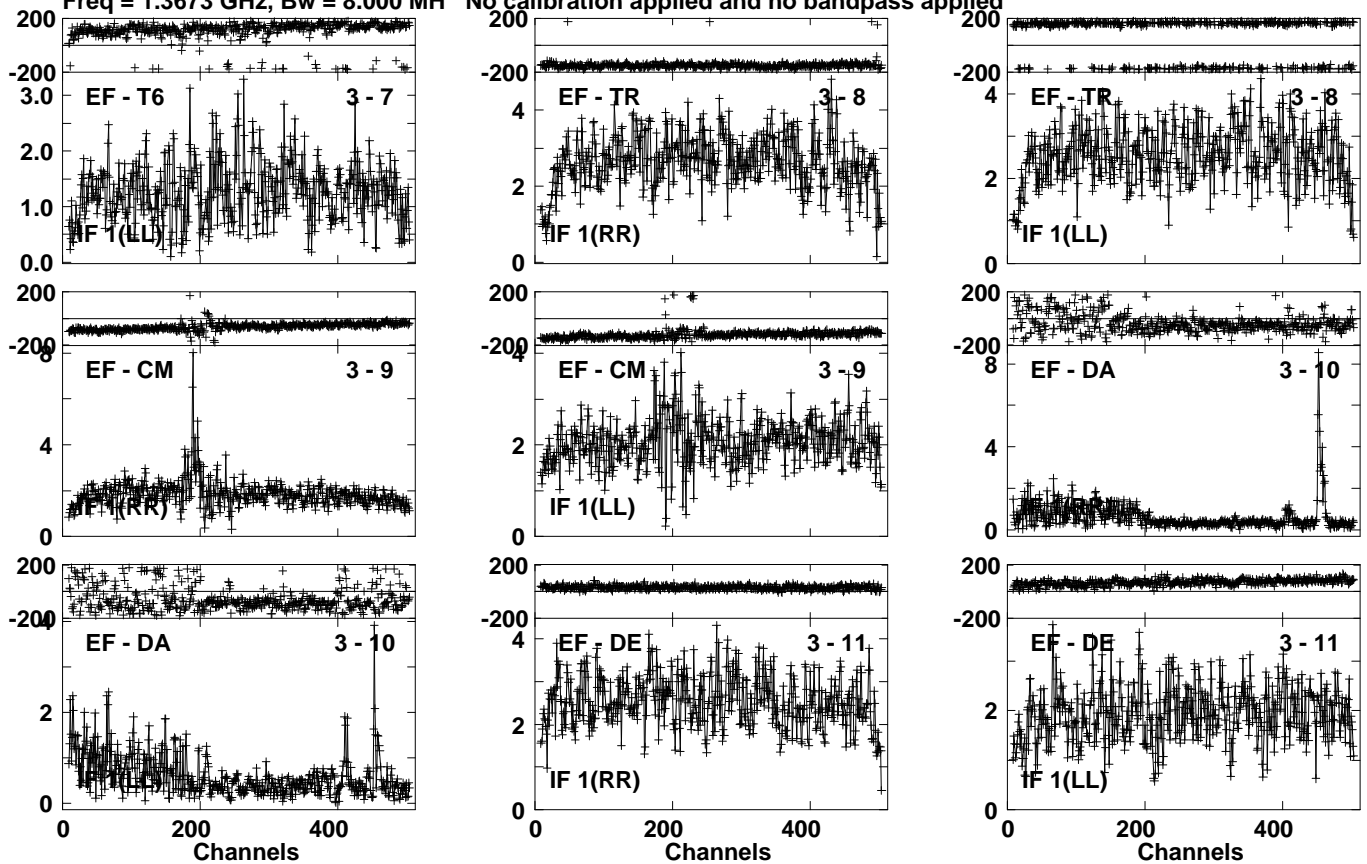 Freq = 1.3673 GHz, Bw = 8.000 MH No calibration applied and no bandpass applied
200 200 200
-200 -200 -200
EF - T6 3 - 7 EF - TR 3 - 8 EF - TR 3 - 8
3.0 4 4
2.0 2 2
1.0
IF 1(LL) IF 1(RR) IF 1(LL)
0.0 0 0
200 200 200
-200 -200 -200
8 4
EF - CM 3 - 9 EF - CM 3 - 9 EF - DA 3 - 10
8
4 2 4
2
IF 1(RR) IF 1(LL)
0 0 0
200 200 200
-200 -200 -200
4
EF - DA 3 - 10 EF - DE 3 - 11 EF - DE 3 - 11
4 4
2 2 2
IF 1(LL) IF 1(RR) IF 1(LL)
0 0 0
0 200 400 0 200 400 0 200 400
Channels Channels Channels